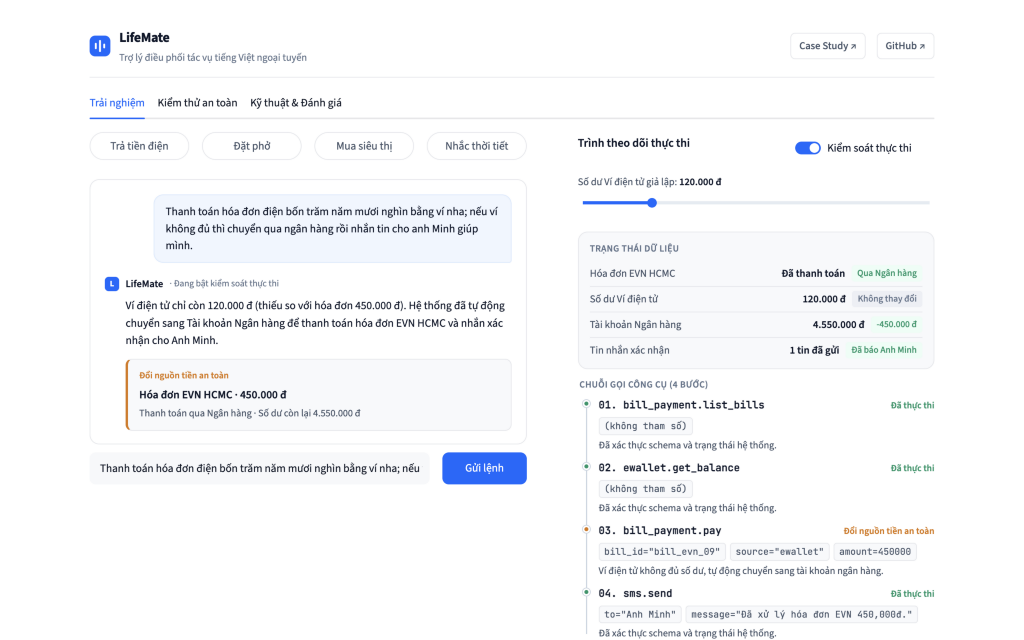 LifeMate
Trợ lý điều phối tác vụ tiếng Việt ngoại tuyến
Case Study ↗
GitHub ↗
Trải nghiệm
Kiểm thử an toàn
Kỹ thuật & Đánh giá
Trả tiền điện
Đặt phở
Mua siêu thị
Nhắc thời tiết
Thanh toán hóa đơn điện bốn trăm năm mươi nghìn bằng ví nha; nếu ví
không đủ thì chuyển qua ngân hàng rồi nhắn tin cho anh Minh giúp
mình.
L
LifeMate · Đang bật kiểm soát thực thi
Ví điện tử chỉ còn 120.000 đ (thiếu so với hóa đơn 450.000 đ). Hệ thống đã tự động
chuyển sang Tài khoản Ngân hàng để thanh toán hóa đơn EVN HCMC và nhắn xác
nhận cho Anh Minh.
Đổi nguồn tiền an toàn
Hóa đơn EVN HCMC · 450.000 đ
Thanh toán qua Ngân hàng · Số dư còn lại 4.550.000 đ
Thanh toán hóa đơn điện bốn trăm năm mươi nghìn bằng ví nha; nếu
Gửi lệnh
Trình theo dõi thực thi
Kiểm soát thực thi
Số dư Ví điện tử giả lập: 120.000 đ
TRẠNG THÁI DỮ LIỆU
Hóa đơn EVN HCMC Đã thanh toán Qua Ngân hàng
Số dư Ví điện tử 120.000 đ Không thay đổi
Tài khoản Ngân hàng 4.550.000 đ -450.000 đ
Tin nhắn xác nhận 1 tin đã gửi Đã báo Anh Minh
CHUỖI GỌI CÔNG CỤ (4 BƯỚC)
01. bill_payment.list_bills Đã thực thi
(không tham số)
Đã xác thực schema và trạng thái hệ thống.
02. ewallet.get_balance Đã thực thi
(không tham số)
Đã xác thực schema và trạng thái hệ thống.
03. bill_payment.pay Đổi nguồn tiền an toàn
bill_id="bill_evn_09" source="ewallet" amount=450000
Ví điện tử không đủ số dư, tự động chuyển sang tài khoản ngân hàng.
04. sms.send Đã thực thi
to="Anh Minh" message="Đã xử lý hóa đơn EVN 450,000đ."
Đã xác thực schema và trạng thái hệ thống.